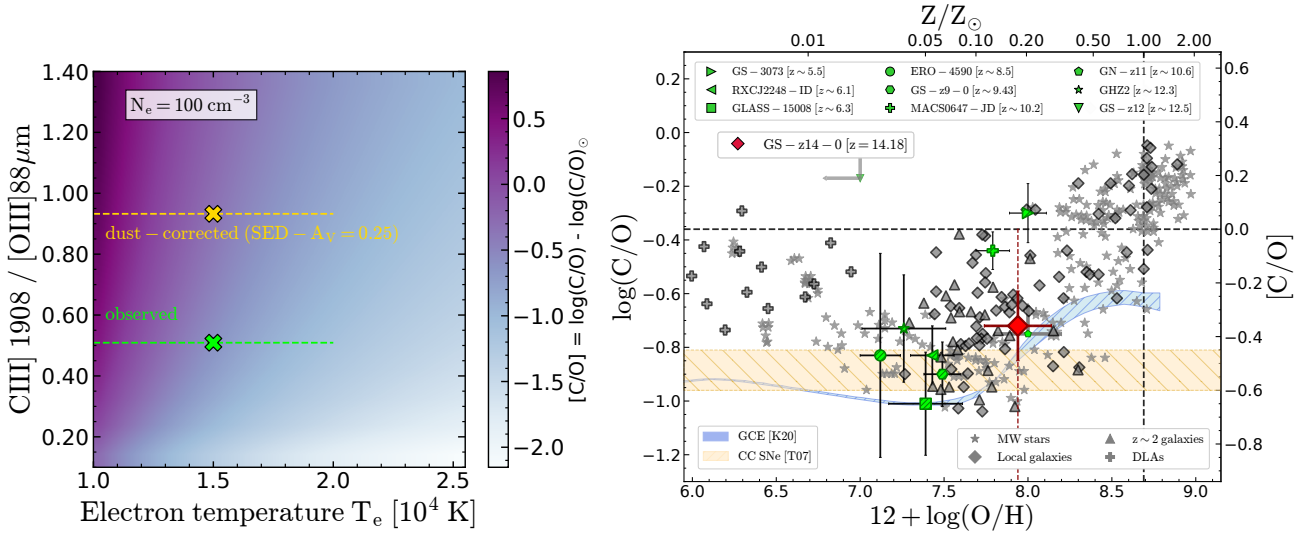 1.40
1.20
1.00
0.80
0.60
0.40
0.20
CIII] 1908 / [OIII]88μm
N_e = 100 cm⁻³
dust − corrected (SED − A_V = 0.25)
observed
1.0
1.5
2.0
2.5
Electron temperature T_e [10⁴ K]
0.5
0.0
−0.5
−1.0
−1.5
−2.0
[C/O] = log(C/O) - log(C/O)☉
Z/Z☉
0.01
0.05
0.10
0.20
0.50
1.00
2.00
0.2
0.0
−0.2
−0.4
−0.6
−0.8
−1.0
−1.2
log(C/O)
GS − 3073 [z ∼ 5.5]
RXCJ2248 − ID [z ∼ 6.1]
GLASS − 15008 [z ∼ 6.3]
ERO − 4590 [z ∼ 8.5]
GS − z9 − 0 [z ∼ 9.43]
MACS0647 − JD [z ∼ 10.2]
GN − z11 [z ∼ 10.6]
GHZ2 [z ∼ 12.3]
GS − z12 [z ∼ 12.5]
GS − z14 − 0 [z = 14.18]
GCE [K20]
CC SNe [T07]
MW stars
Local galaxies
z ∼ 2 galaxies
DLAs
6.0
6.5
7.0
7.5
8.0
8.5
9.0
12 + log(O/H)
0.6
0.4
0.2
0.0
−0.2
−0.4
−0.6
−0.8
[C/O]